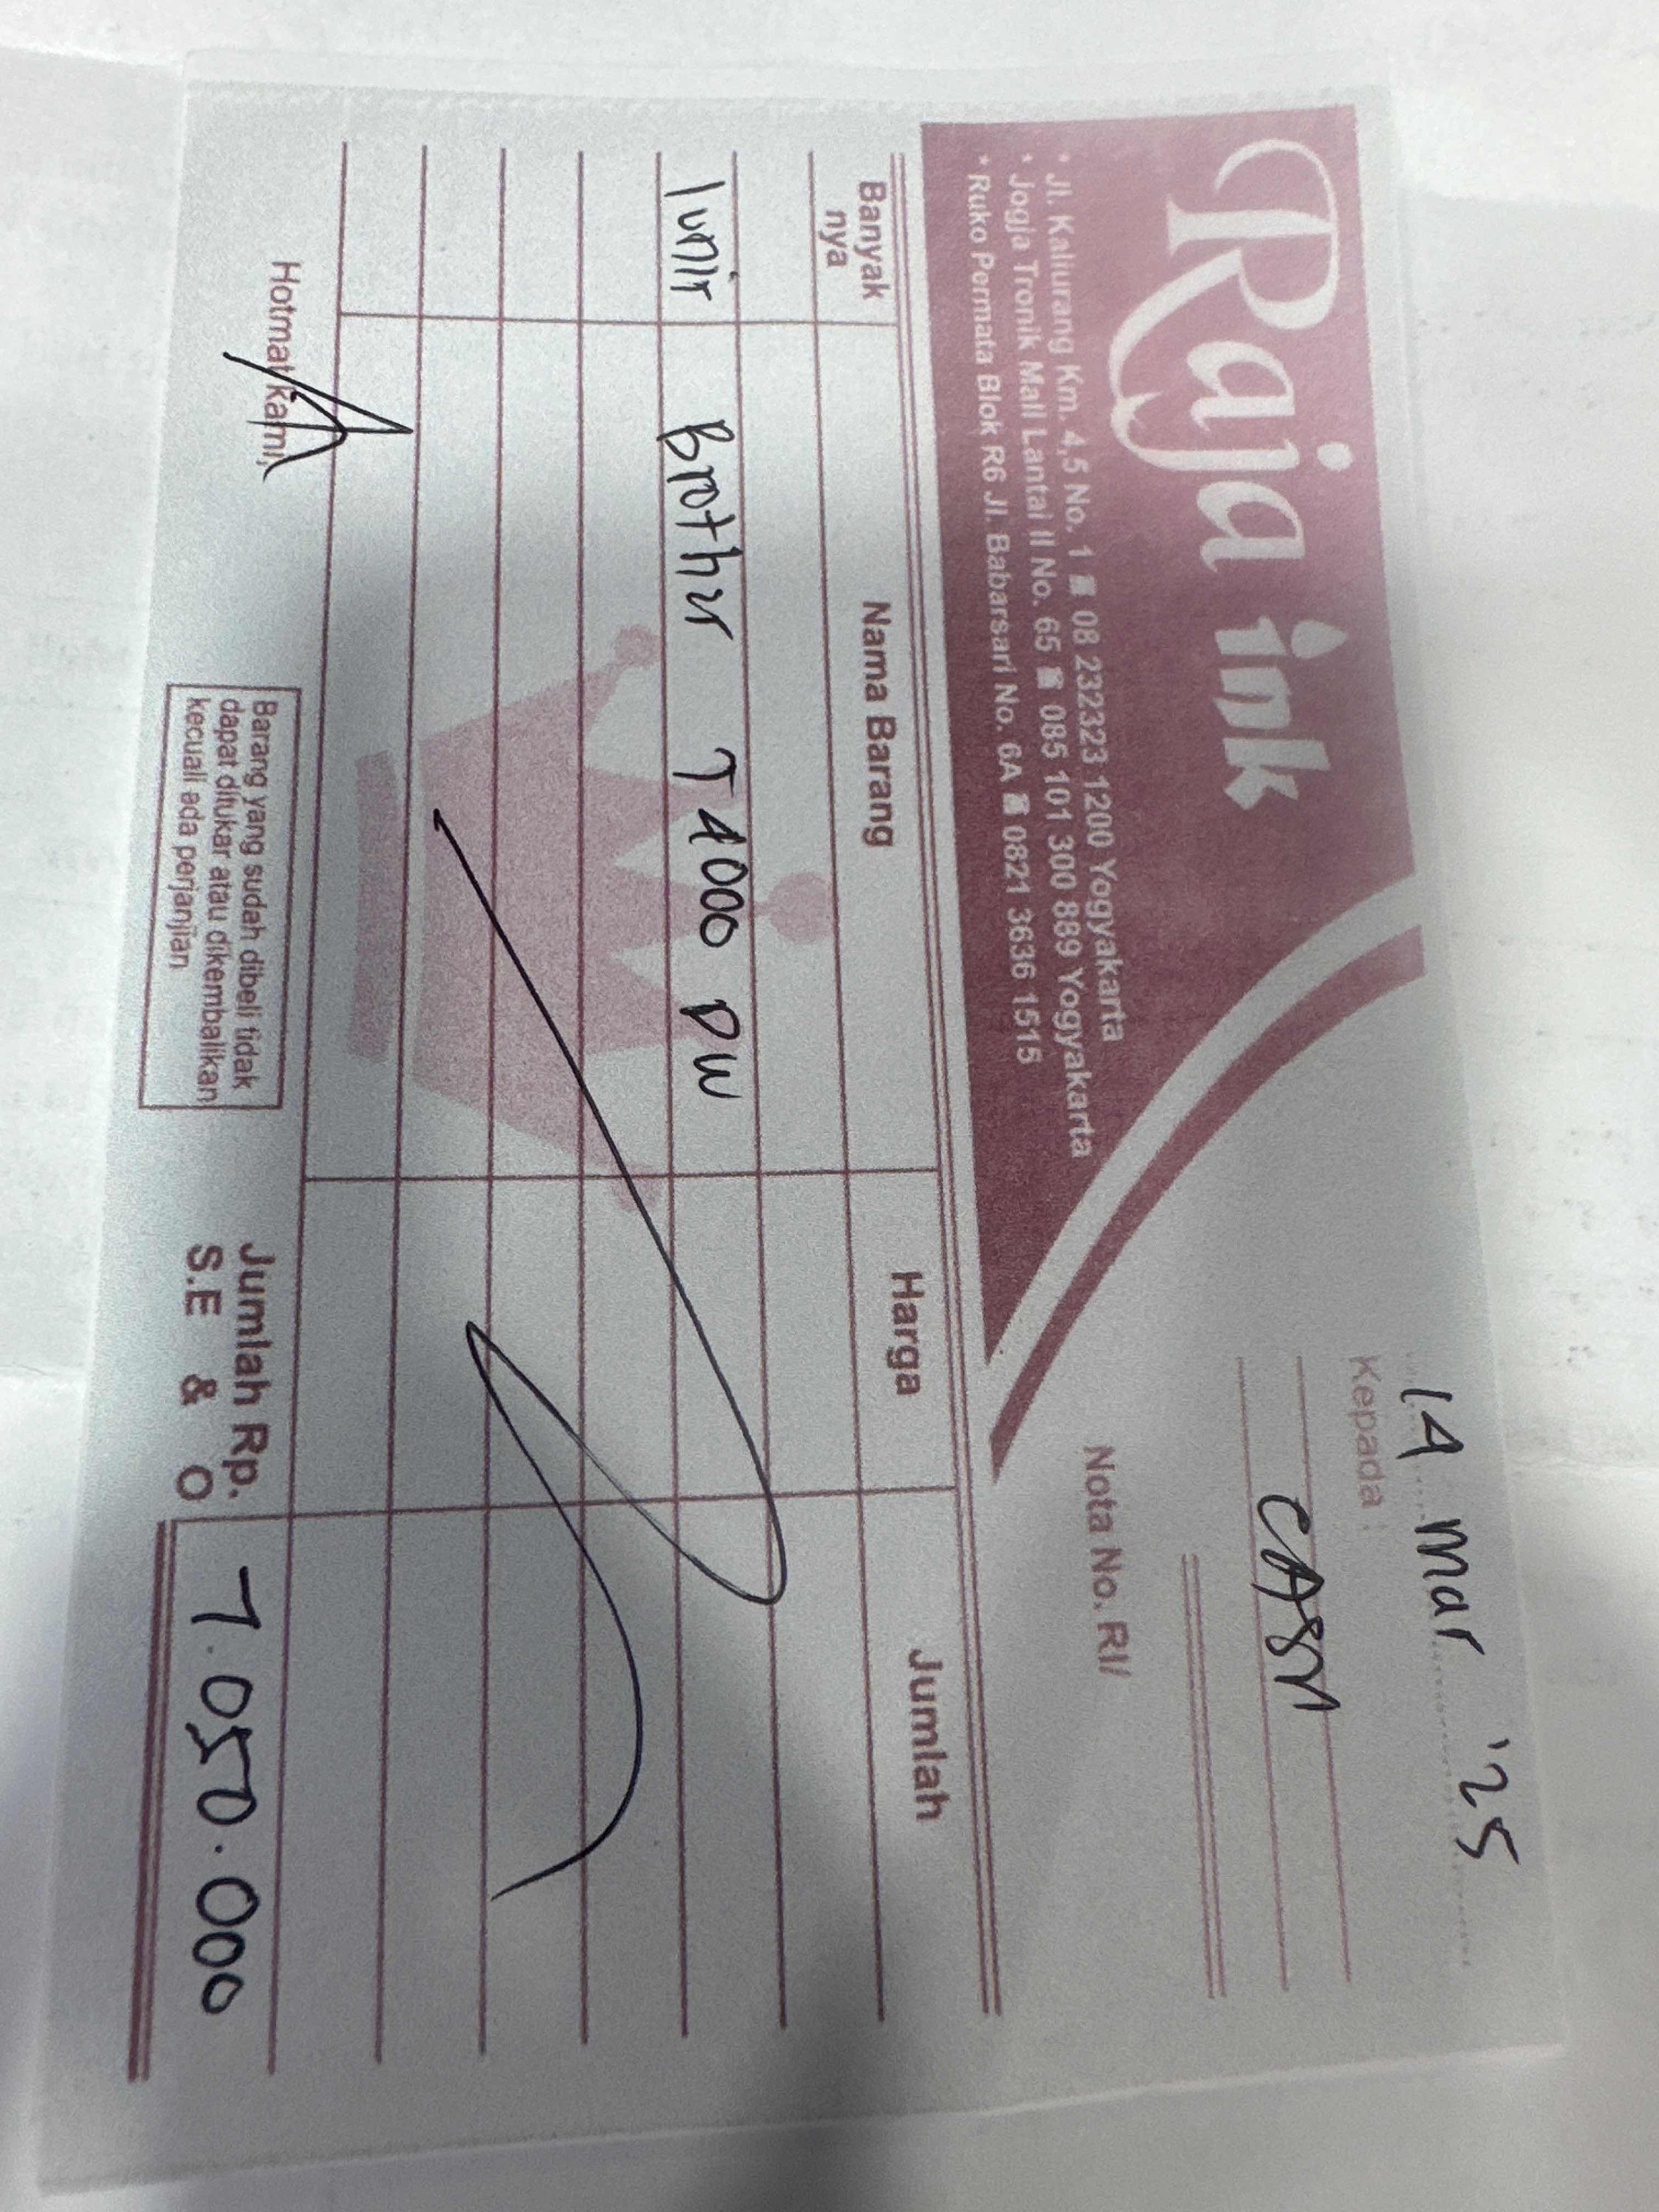 Raja ink
* Jl. Kaliurang Km. 4,5 No. 1 ☎ 08 232323 1200 Yogyakarta
* Jogja Tronik Mall Lantai II No. 65 ☎ 085 101 300 889 Yogyakarta
* Ruko Permata Blok R6 Jl. Babarsari No. 6A ☎ 0821 3636 1515
14 Mar '25
Kepada :
CASH
Nota No. RI/
Banyak nya Nama Barang Harga Jumlah
1 unit Brother T4000 DW
Hotmat kami,
Barang yang sudah dibeli tidak
dapat ditukar atau dikembalikan
kecuali ada perjanjian
Jumlah Rp. 7.050.000
S.E & O